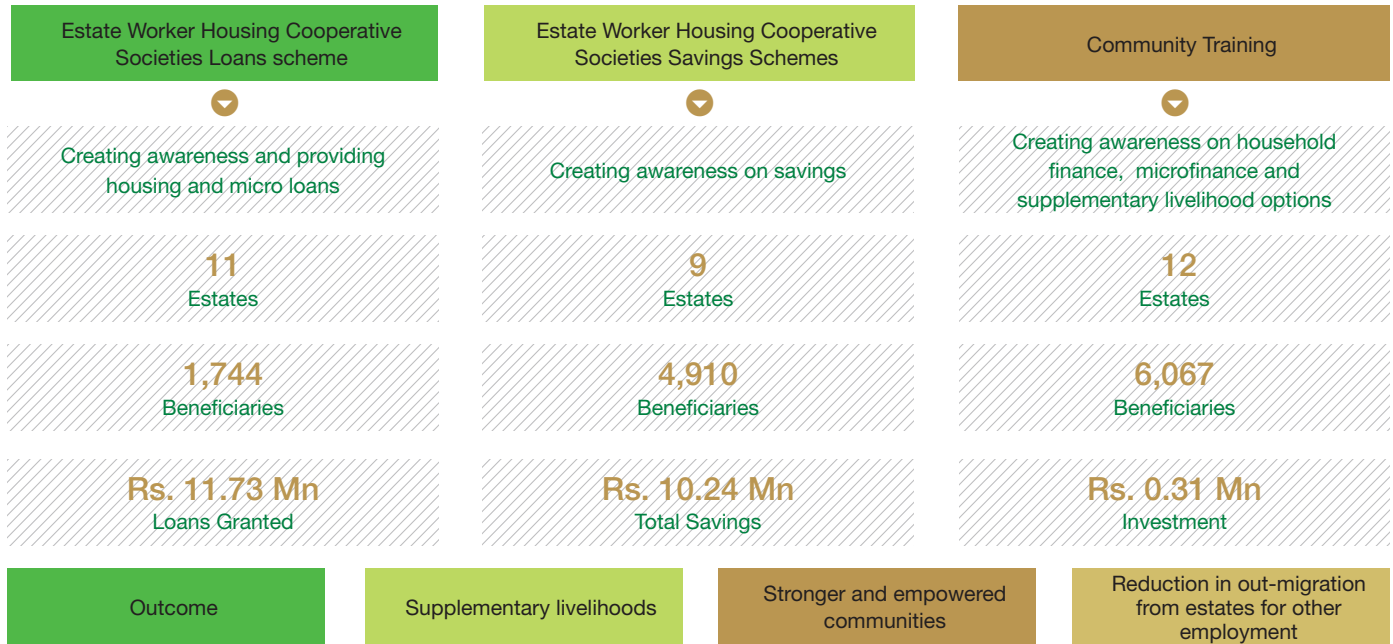 Estate Worker Housing Cooperative
Societies Loans scheme
Estate Worker Housing Cooperative
Societies Savings Schemes
Community Training
Creating awareness and providing
housing and micro loans
Creating awareness on savings
Creating awareness on household
finance, microfinance and
supplementary livelihood options
11
Estates
9
Estates
12
Estates
1,744
Beneficiaries
4,910
Beneficiaries
6,067
Beneficiaries
Rs. 11.73 Mn
Loans Granted
Rs. 10.24 Mn
Total Savings
Rs. 0.31 Mn
Investment
Outcome
Supplementary livelihoods
Stronger and empowered
communities
Reduction in out-migration
from estates for other
employment